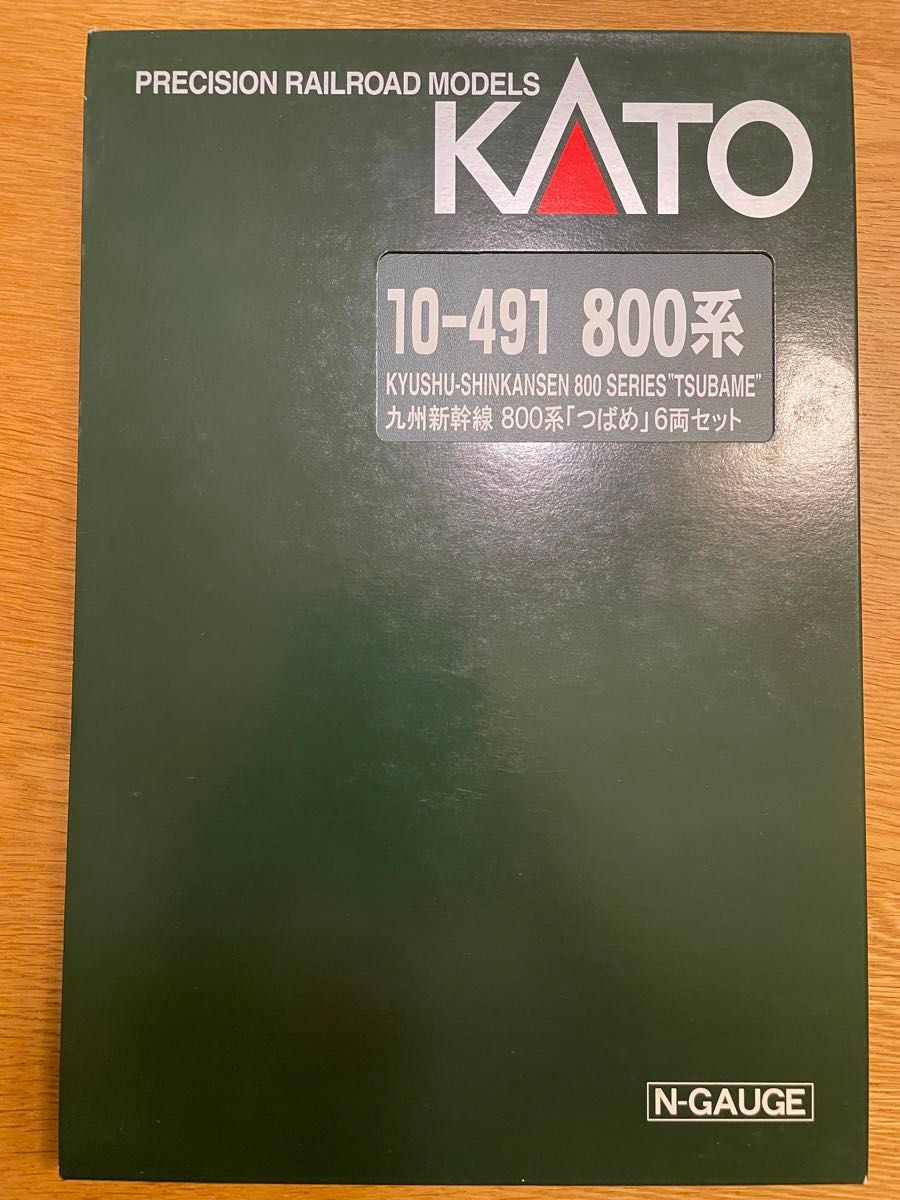 PRECISION RAILROAD MODELS
KATO
10-491 800系
KYUSHU-SHINKANSEN 800 SERIES "TSUBAME"
九州新幹線 800系「つばめ」6両セット
N-GAUGE